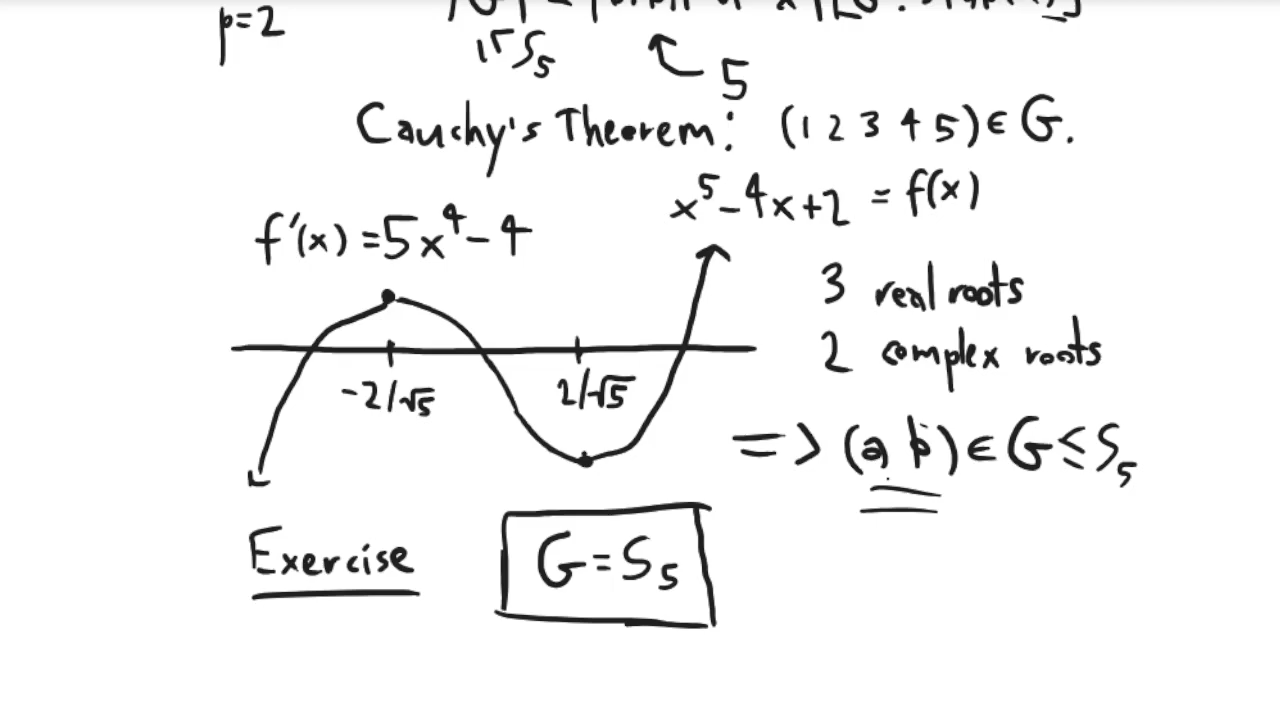 p=2
S₅
5
Cauchy's Theorem: (1 2 3 4 5) ∈ G.
x⁵-4x+2 = f(x)
f'(x) = 5x⁴-4
3 real roots
2 complex roots
-2/√5
2/√5
=> (a b) ∈ G ≤ S₅
Exercise
G=S₅